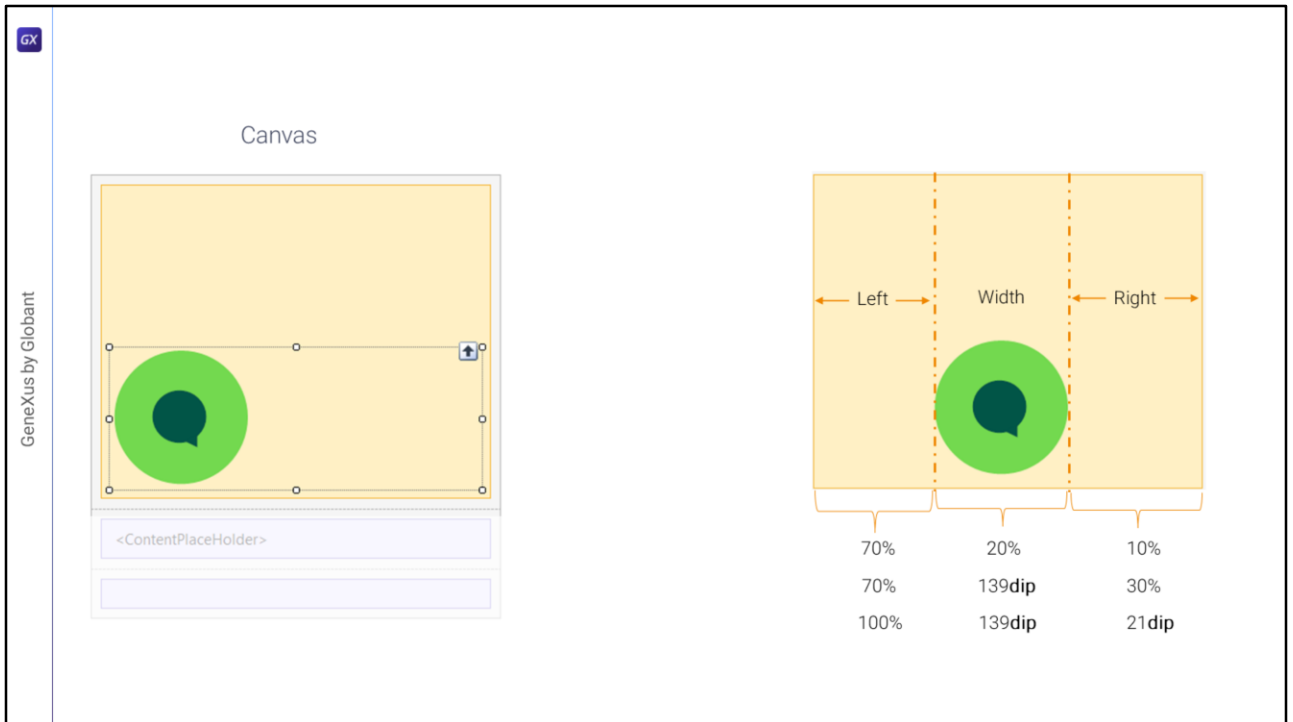 GX
GeneXus by Globant
Canvas
<ContentPlaceHolder>
Left
Width
Right
70% 20% 10%
70% 139dip 30%
100% 139dip 21dip